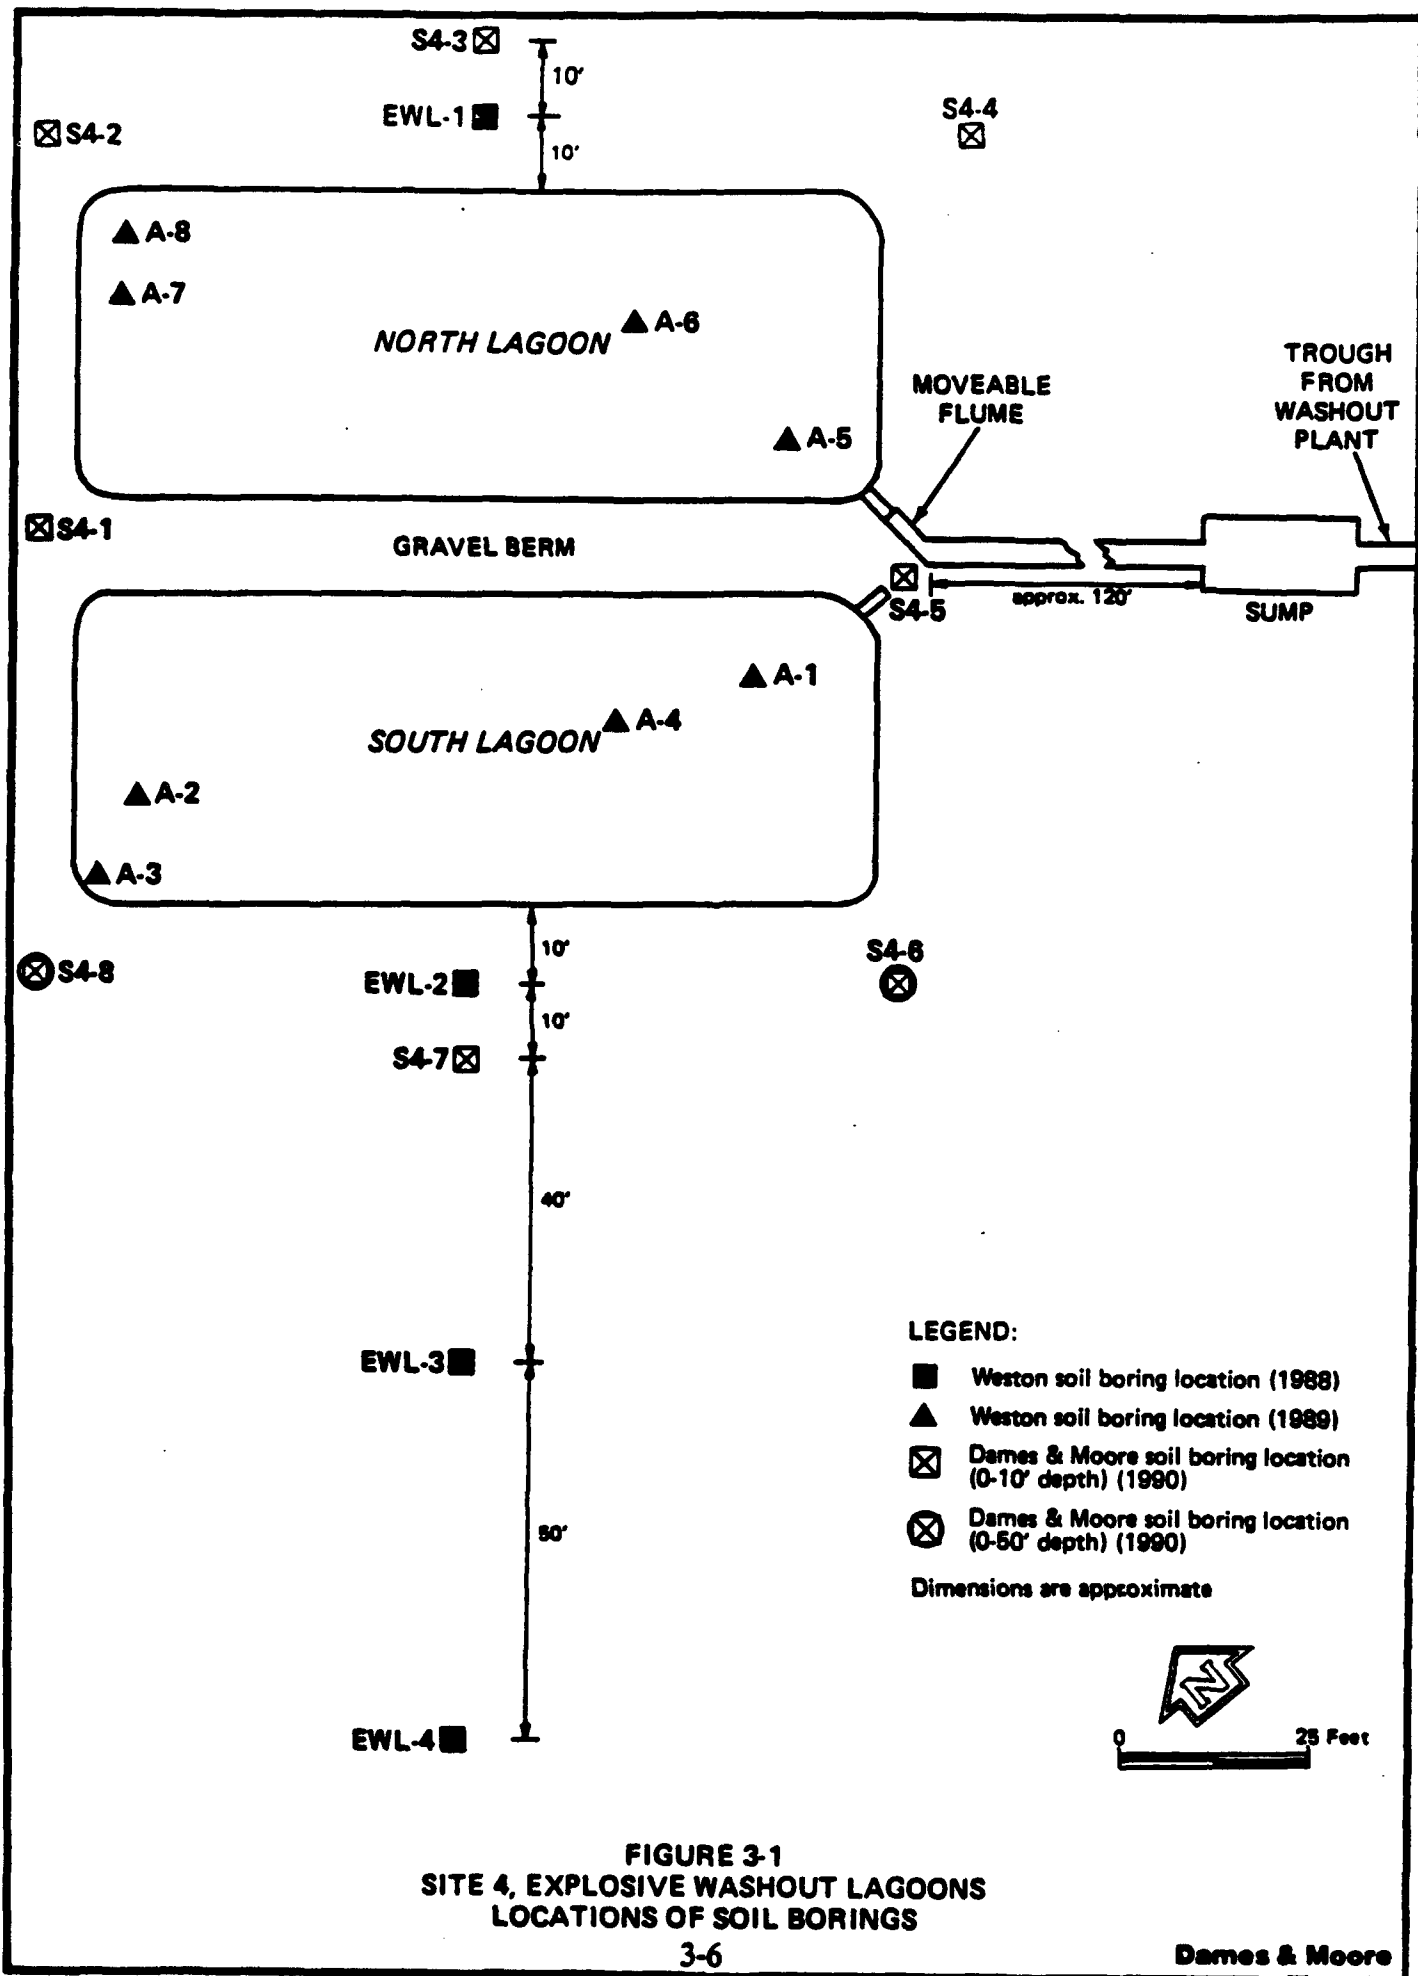 S4-3
10'
EWL-1
S4-4
S4-2
10'
A-8
A-7
A-6
NORTH LAGOON
TROUGH
FROM
WASHOUT
PLANT
MOVEABLE
FLUME
A-5
S4-1
GRAVEL BERM
S4-5
approx. 120'
SUMP
A-1
A-4
SOUTH LAGOON
A-2
A-3
10'
S4-6
S4-8
EWL-2
10'
S4-7
40'
LEGEND:
EWL-3
Weston soil boring location (1988)
Weston soil boring location (1989)
Dames & Moore soil boring location
(0-10' depth) (1990)
50'
Dames & Moore soil boring location
(0-50' depth) (1990)
Dimensions are approximate
N
EWL-4
0 25 Feet
FIGURE 3-1
SITE 4, EXPLOSIVE WASHOUT LAGOONS
LOCATIONS OF SOIL BORINGS
3-6
Dames & Moore